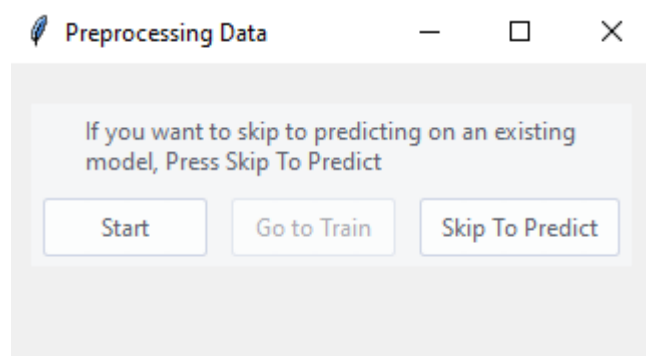 Preprocessing Data
If you want to skip to predicting on an existing
model, Press Skip To Predict
Start
Go to Train
Skip To Predict